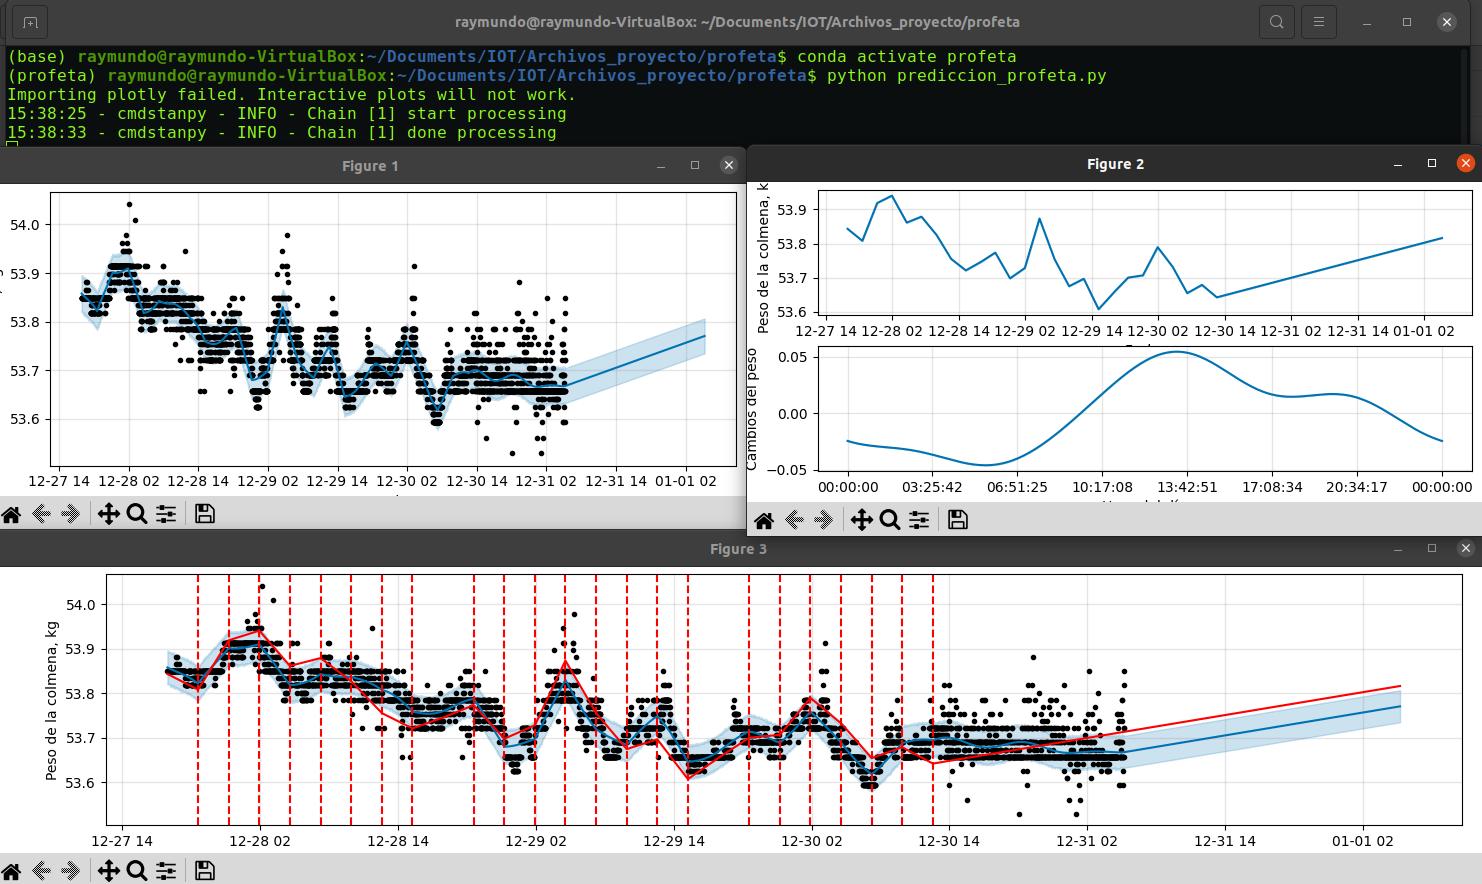 raymundo@raymundo-VirtualBox: ~/Documents/IOT/Archivos_proyecto/profeta
(base) raymundo@raymundo-VirtualBox:~/Documents/IOT/Archivos_proyecto/profeta$ conda activate profeta
(profeta) raymundo@raymundo-VirtualBox:~/Documents/IOT/Archivos_proyecto/profeta$ python prediccion_profeta.py
Importing plotly failed. Interactive plots will not work.
15:38:25 - cmdstanpy - INFO - Chain [1] start processing
15:38:33 - cmdstanpy - INFO - Chain [1] done processing
Figure 1
54.0
53.9
53.8
53.7
53.6
12-27 14 12-28 02 12-28 14 12-29 02 12-29 14 12-30 02 12-30 14 12-31 02 12-31 14 01-01 02
Figure 2
Peso de la colmena, k
53.9
53.8
53.7
53.6
12-27 14 12-28 02 12-28 14 12-29 02 12-29 14 12-30 02 12-30 14 12-31 02 12-31 14 01-01 02
Cambios del peso
0.05
0.00
−0.05
00:00:00 03:25:42 06:51:25 10:17:08 13:42:51 17:08:34 20:34:17 00:00:00
Figure 3
Peso de la colmena, kg
54.0
53.9
53.8
53.7
53.6
12-27 14 12-28 02 12-28 14 12-29 02 12-29 14 12-30 02 12-30 14 12-31 02 12-31 14 01-01 02